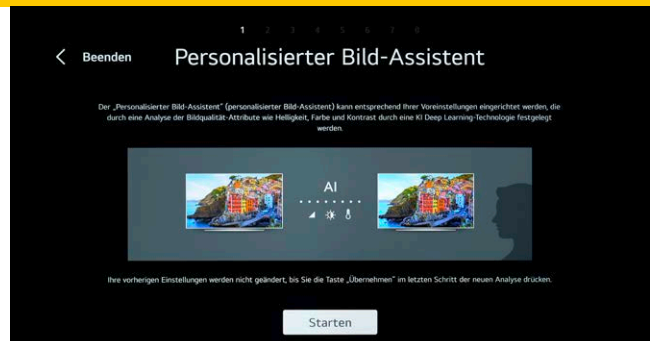 1 2 3 4 5 6 7 8
Beenden
Personalisierter Bild-Assistent
Der „Personalisierter Bild-Assistent" (personalisierter Bild-Assistent) kann entsprechend Ihrer Voreinstellungen eingerichtet werden, die
durch eine Analyse der Bildqualität-Attribute wie Helligkeit, Farbe und Kontrast durch eine KI Deep Learning-Technologie festgelegt
werden.
AI
Ihre vorherigen Einstellungen werden nicht geändert, bis Sie die Taste „Übernehmen" im letzten Schritt der neuen Analyse drücken.
Starten